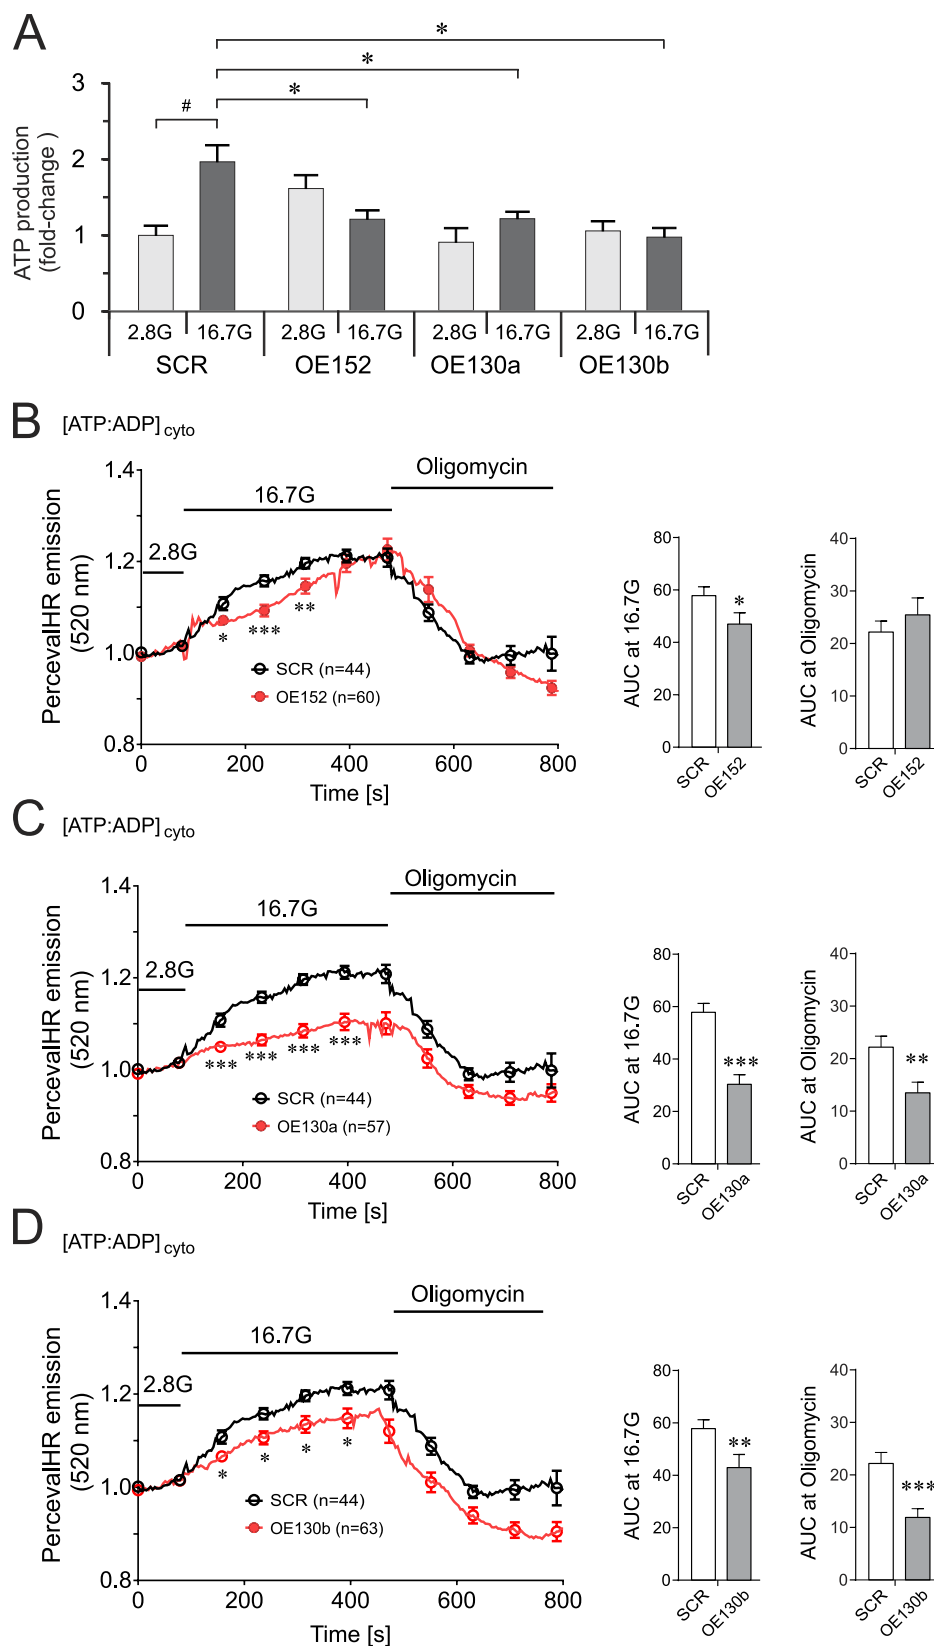 A
ATP production
(fold-change )
3
2
1
0
#
*
*
*
2.8G 16.7G 2.8G 16.7G 2.8G 16.7G 2.8G 16.7G
SCR OE152 OE130a OE130b
B
[ATP:ADP] cyto
PercevalHR emission
(520 nm)
1.4
1.2
1.0
0.8
2.8G
16.7G
Oligomycin
* *** **
SCR (n=44)
OE152 (n=60)
0 200 400 600 800
Time [s]
AUC at 16.7G
80
60
40
20
0
*
SCR OE152
AUC at Oligomycin
40
30
20
10
0
SCR OE152
C
[ATP:ADP] cyto
PercevalHR emission
(520 nm)
1.4
1.2
1.0
0.8
2.8G
16.7G
Oligomycin
*** *** *** ***
SCR (n=44)
OE130a (n=57)
0 200 400 600 800
Time [s]
AUC at 16.7G
80
60
40
20
0
***
SCR OE130a
AUC at Oligomycin
40
30
20
10
0
**
SCR OE130a
D
[ATP:ADP] cyto
PercevalHR emission
(520 nm)
1.4
1.2
1.0
0.8
2.8G
16.7G
Oligomycin
* * * *
SCR (n=44)
OE130b (n=63)
0 200 400 600 800
Time [s]
AUC at 16.7G
80
60
40
20
0
**
SCR OE130b
AUC at Oligomycin
40
30
20
10
0
***
SCR OE130b